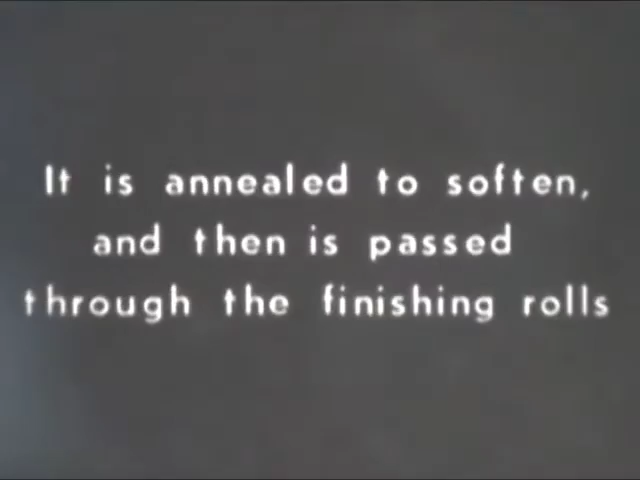 It is annealed to soften,
and then is passed
through the finishing rolls